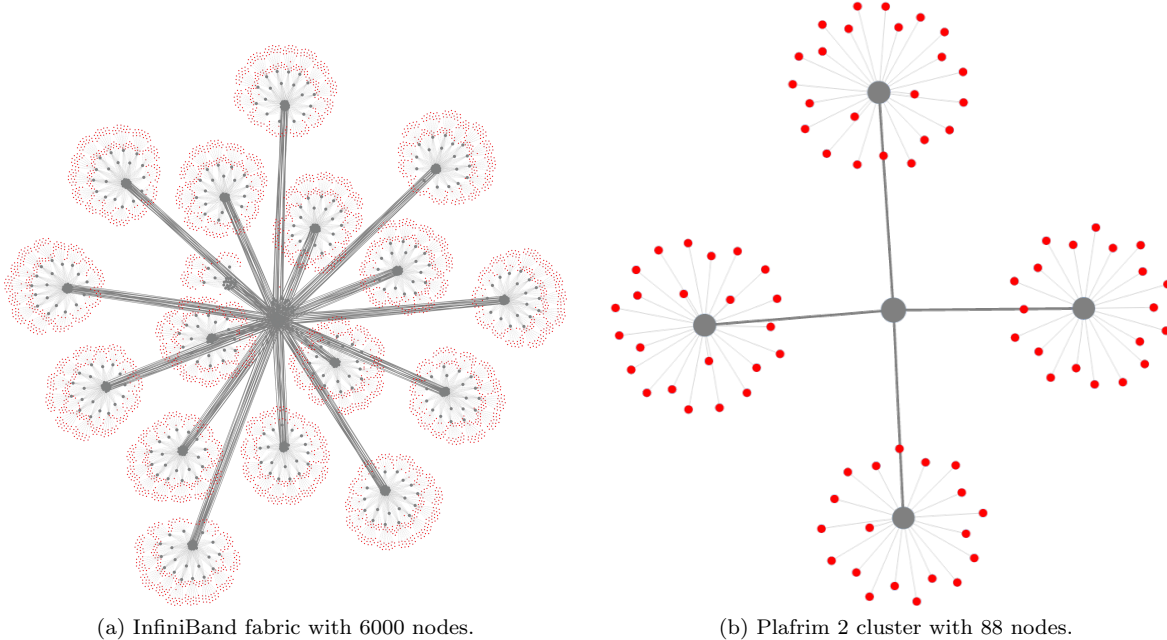 (a) InfiniBand fabric with 6000 nodes.
(b) Plafrim 2 cluster with 88 nodes.